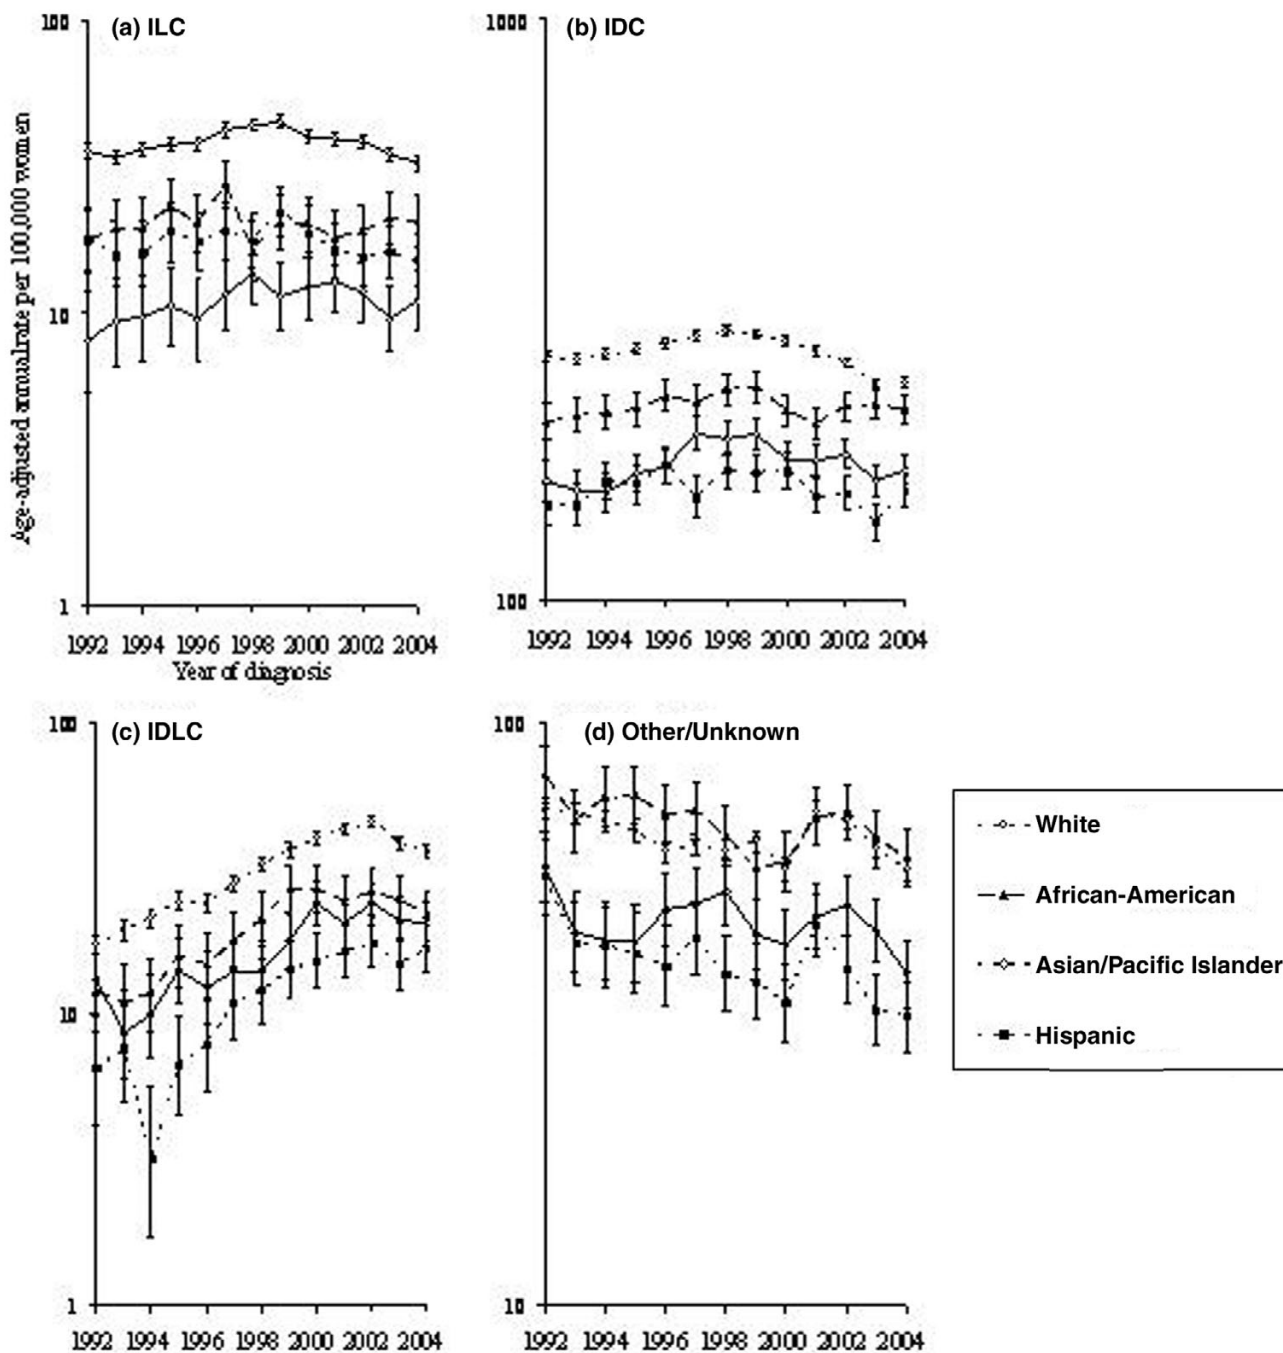 (a) ILC
100
10
1
Age-adjusted annual rate per 100,000 women
1992 1994 1996 1998 2000 2002 2004
Year of diagnosis
(b) IDC
1000
100
1992 1994 1996 1998 2000 2002 2004
(c) IDLC
100
10
1
1992 1994 1996 1998 2000 2002 2004
(d) Other/Unknown
100
10
1992 1994 1996 1998 2000 2002 2004
White
African-American
Asian/Pacific Islander
Hispanic